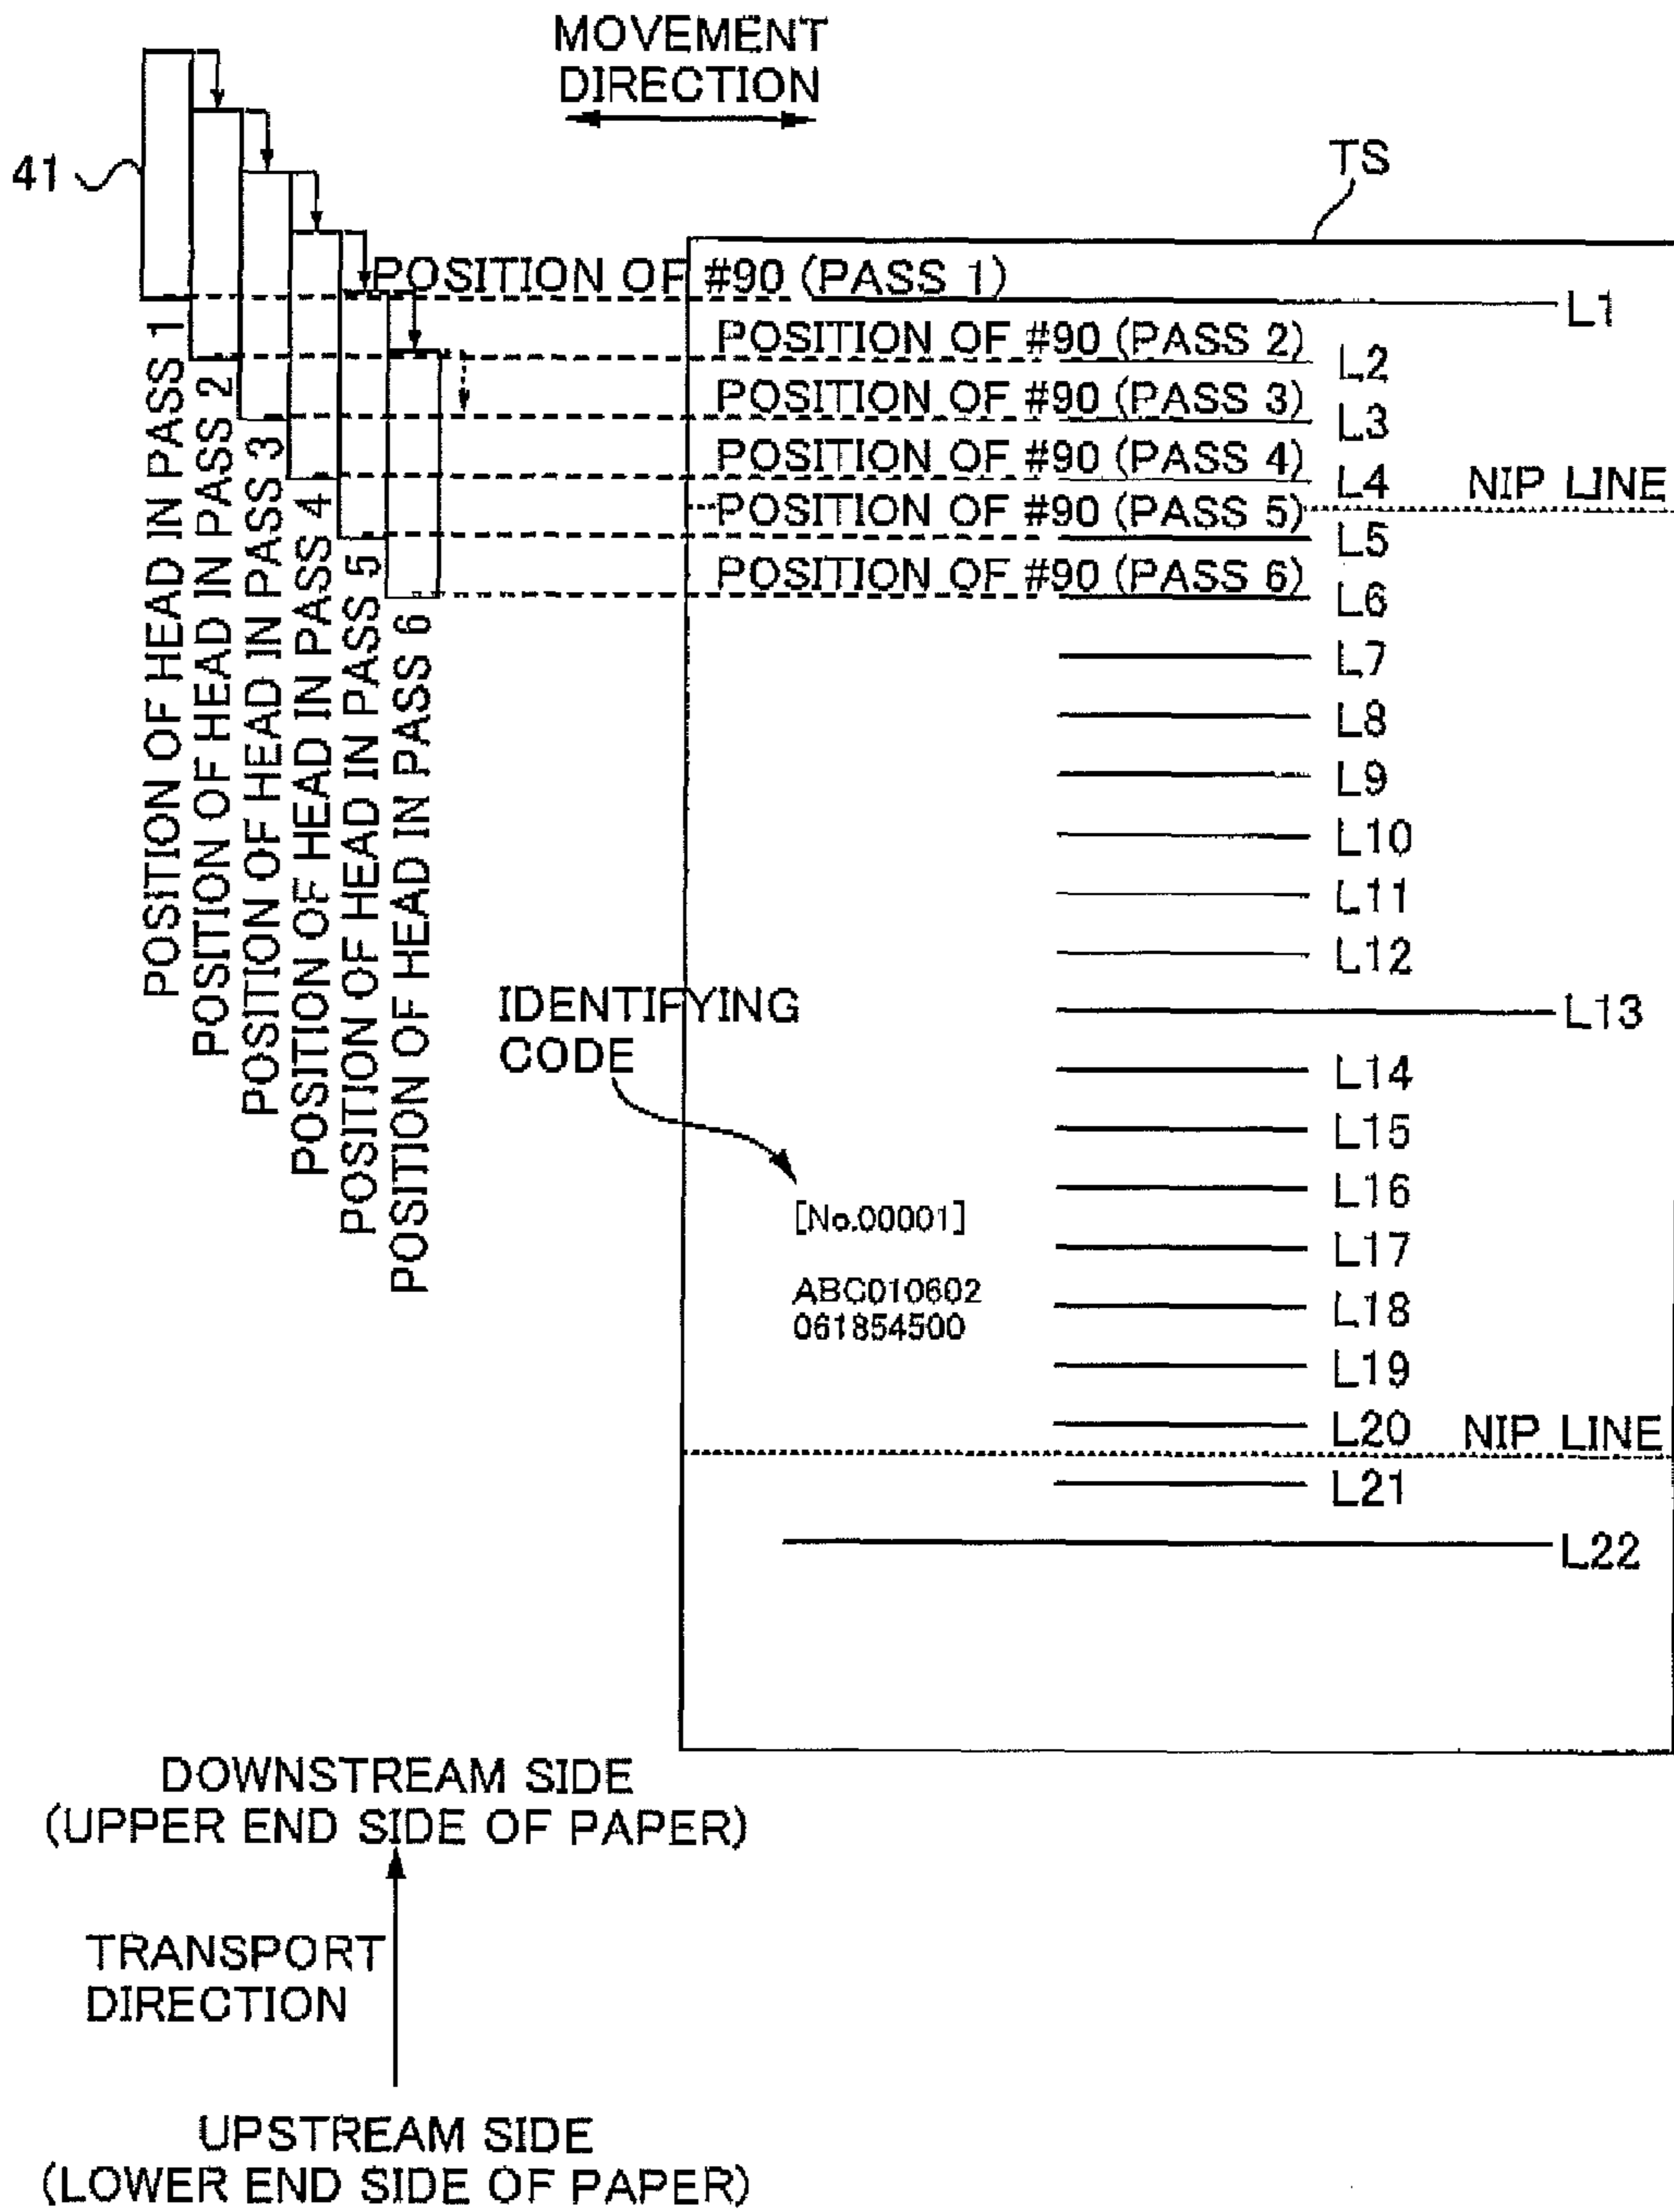 MOVEMENT
DIRECTION
41
TS
POSITION OF #90 (PASS 1)
L1
POSITION OF #90 (PASS 2)
L2
POSITION OF #90 (PASS 3)
L3
POSITION OF #90 (PASS 4)
L4
NIP LINE
POSITION OF #90 (PASS 5)
L5
POSITION OF #90 (PASS 6)
L6
L7
L8
L9
L10
L11
L12
L13
L14
L15
L16
L17
L18
L19
L20
NIP LINE
L21
L22
POSITION OF HEAD IN PASS 1
POSITION OF HEAD IN PASS 2
POSITION OF HEAD IN PASS 3
POSITION OF HEAD IN PASS 4
POSITION OF HEAD IN PASS 5
POSITION OF HEAD IN PASS 6
IDENTIFYING
CODE
[No.00001]
ABC010602
061854500
DOWNSTREAM SIDE
(UPPER END SIDE OF PAPER)
TRANSPORT
DIRECTION
UPSTREAM SIDE
(LOWER END SIDE OF PAPER)